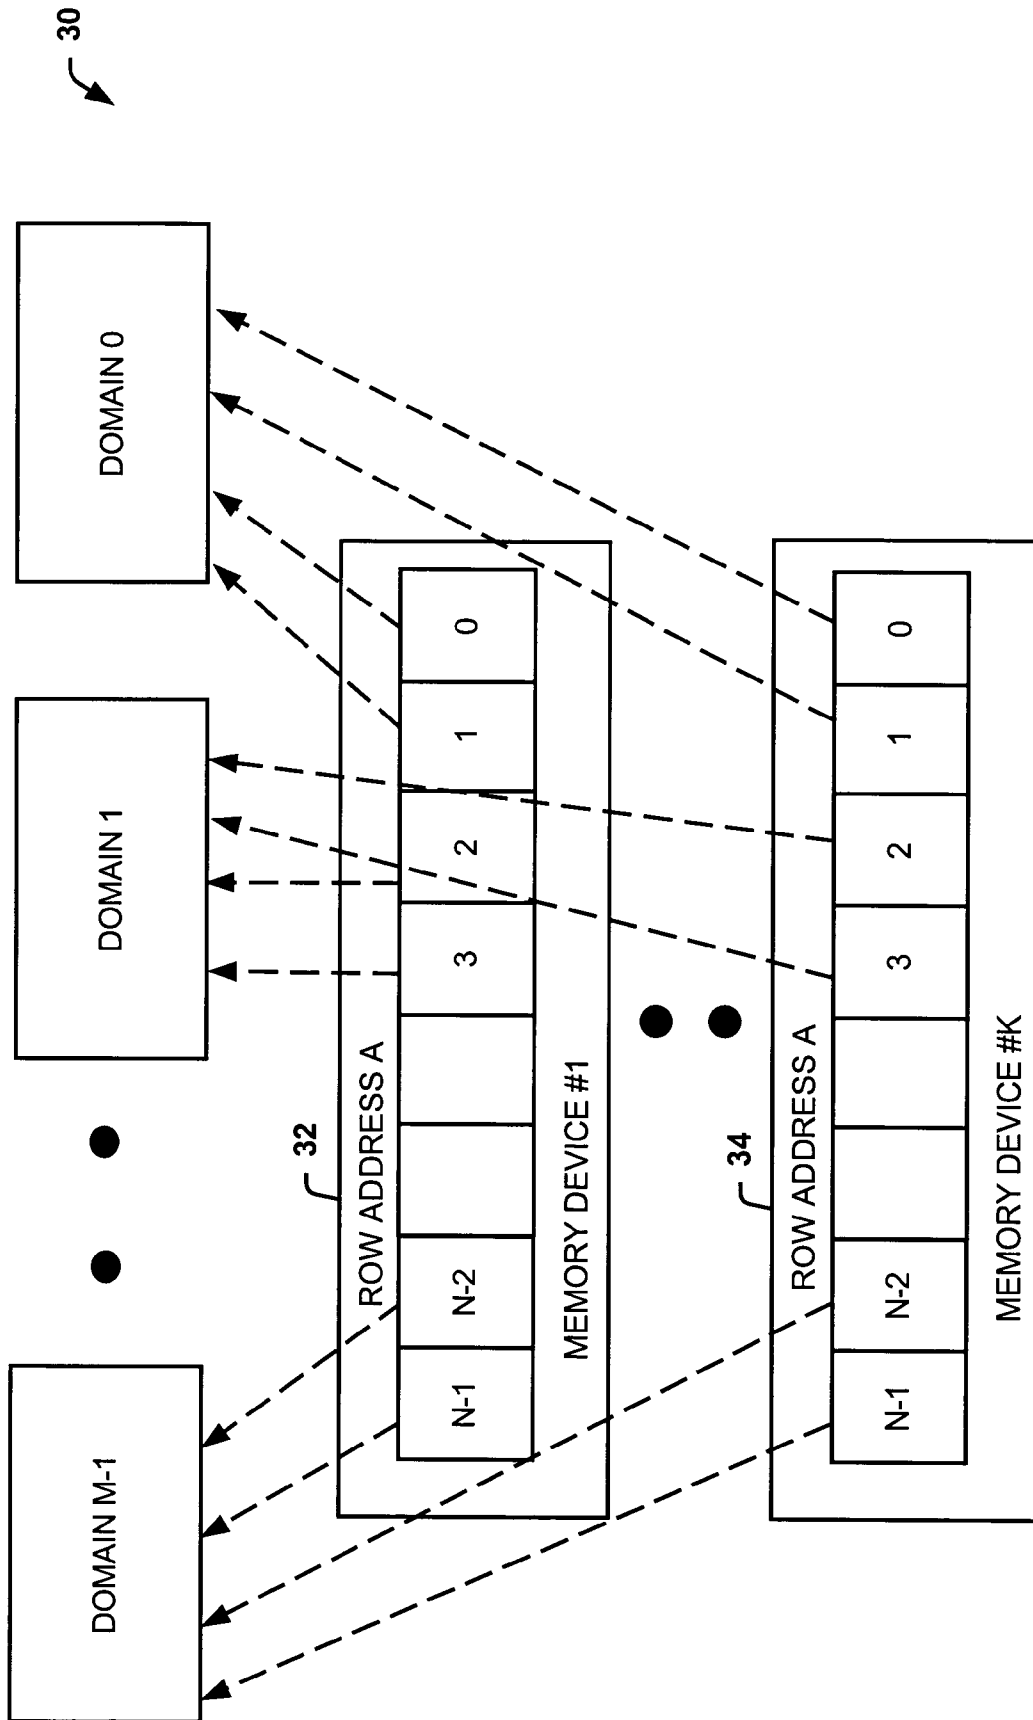 30
DOMAIN M-1
DOMAIN 1
DOMAIN 0
32
ROW ADDRESS A
N-1
N-2
3
2
1
0
MEMORY DEVICE #1
34
ROW ADDRESS A
N-1
N-2
3
2
1
0
MEMORY DEVICE #K